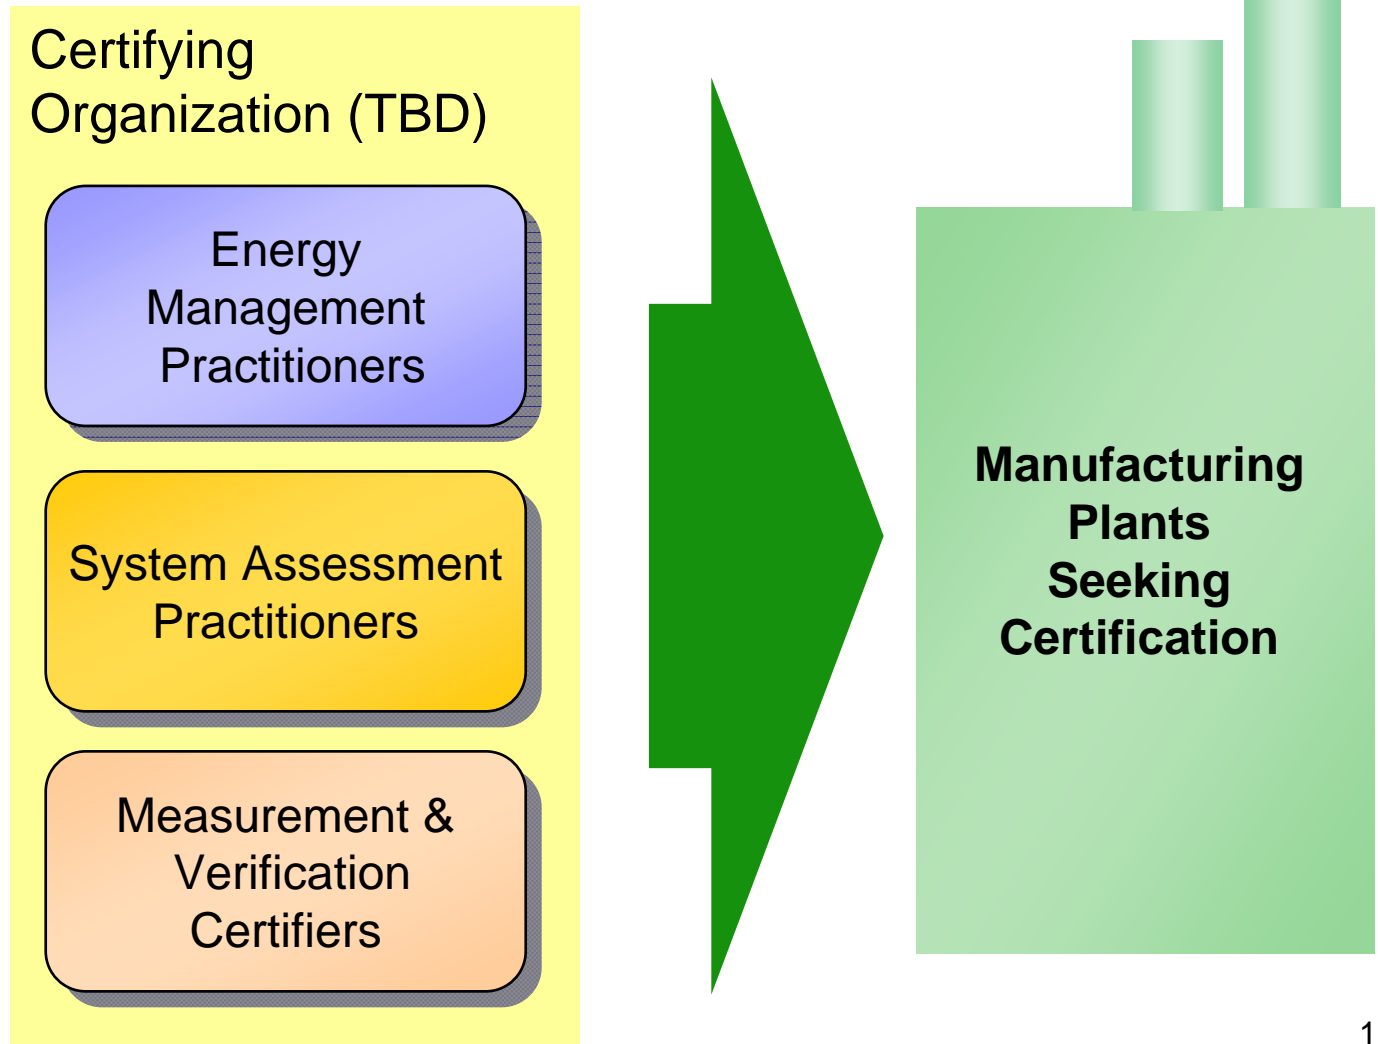 Certifying
Organization (TBD)
Energy
Management
Practitioners
System Assessment
Practitioners
Measurement &
Verification
Certifiers
Manufacturing
Plants
Seeking
Certification
1